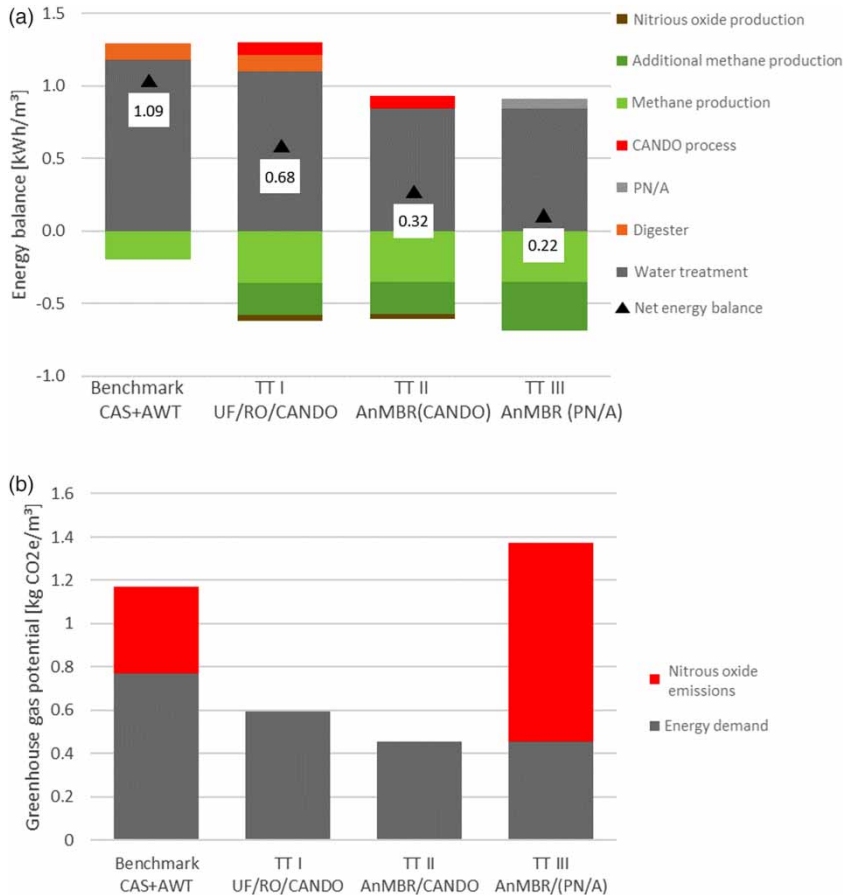 (a)
Energy balance [kWh/m³]
1.5
1.0
0.5
0.0
-0.5
-1.0
1.09
0.68
0.32
0.22
Benchmark
CAS+AWT
TT I
UF/RO/CANDO
TT II
AnMBR(CANDO)
TT III
AnMBR (PN/A)
Nitrious oxide production
Additional methane production
Methane production
CANDO process
PN/A
Digester
Water treatment
Net energy balance
(b)
Greenhouse gas potential [kg CO2e/m³]
1.6
1.4
1.2
1
0.8
0.6
0.4
0.2
0
Benchmark
CAS+AWT
TT I
UF/RO/CANDO
TT II
AnMBR/CANDO
TT III
AnMBR/(PN/A)
Nitrous oxide
emissions
Energy demand